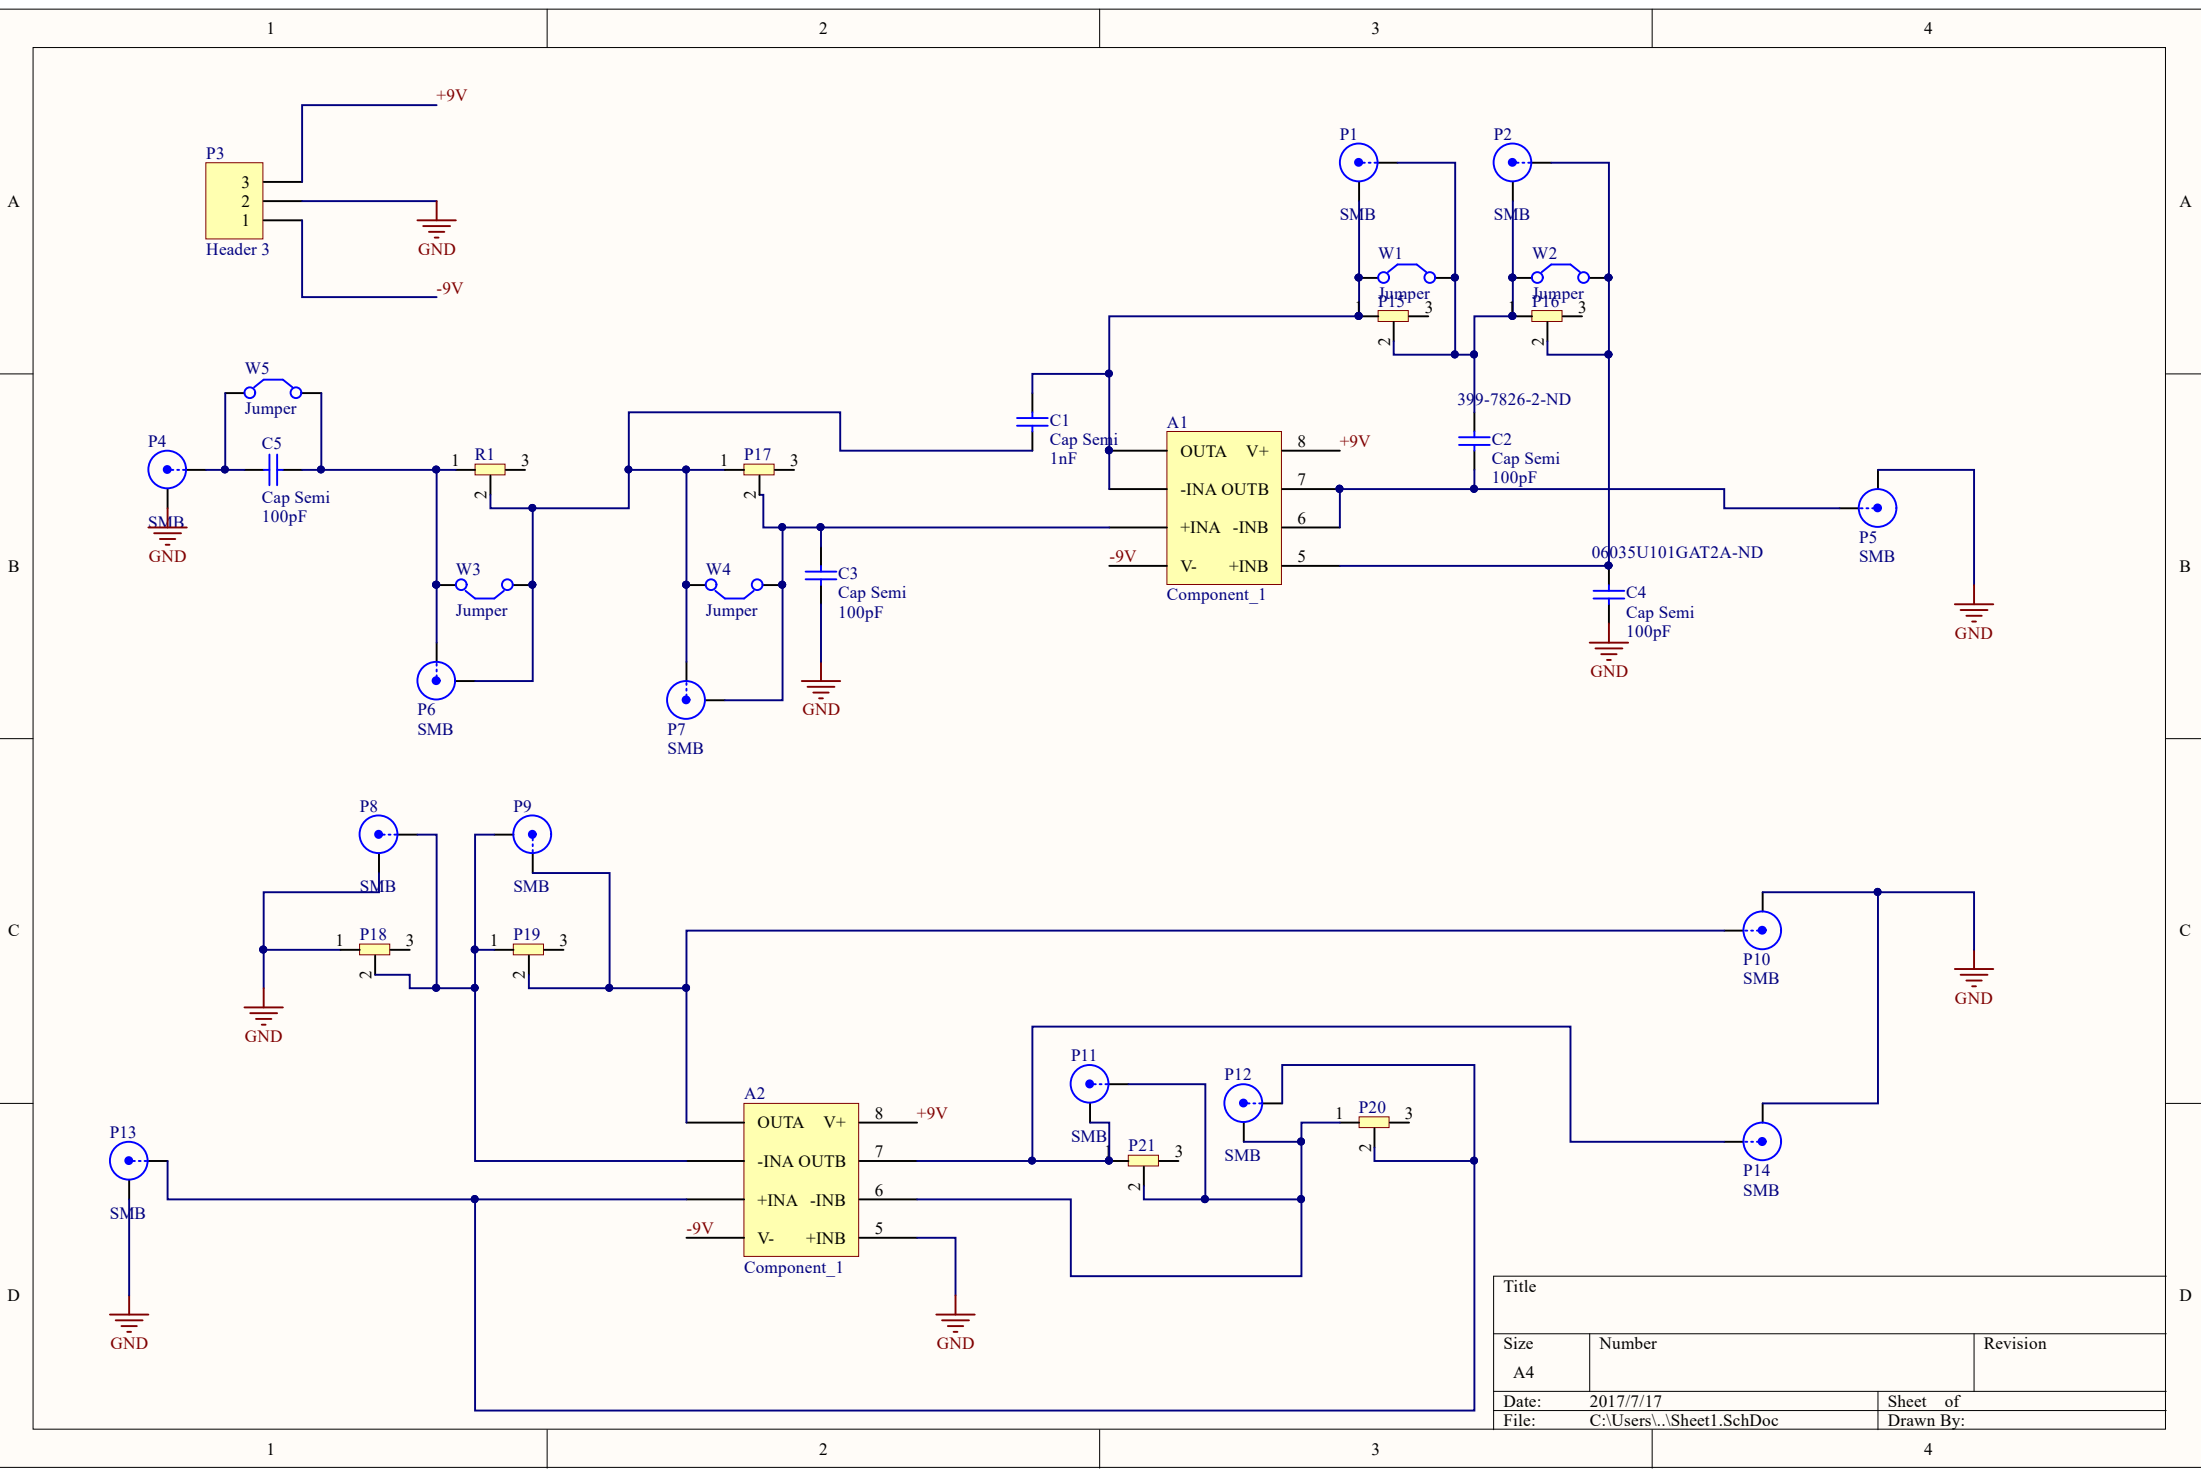 1 2 3 4
A A
B B
C C
D D
+9V
P3
3
2
1
Header 3
GND
-9V
P1
SMB
W1
Jumper
P15
1 3
2
P2
SMB
W2
Jumper
P16
1 3
2
W5
Jumper
P4
SMB
GND
C5
Cap Semi
100pF
R1
1 3
2
W3
Jumper
P6
SMB
P17
1 3
2
W4
Jumper
P7
SMB
C3
Cap Semi
100pF
GND
C1
Cap Semi
1nF
A1
OUTA V+ 8 +9V
-INA OUTB 7
+INA -INB 6
-9V V- +INB 5
Component_1
399-7826-2-ND
C2
Cap Semi
100pF
06035U101GAT2A-ND
C4
Cap Semi
100pF
GND
P5
SMB
GND
P8
SMB
P18
1 3
2
GND
P9
SMB
P19
1 3
2
P10
SMB
GND
P13
SMB
GND
A2
OUTA V+ 8 +9V
-INA OUTB 7
+INA -INB 6
-9V V- +INB 5
Component_1
GND
P11
SMB
P21
1 3
2
P12
SMB
P20
1 3
2
P14
SMB
Title
Size Number Revision
A4
Date: 2017/7/17 Sheet of
File: C:\Users\..\Sheet1.SchDoc Drawn By:
1 2 3 4